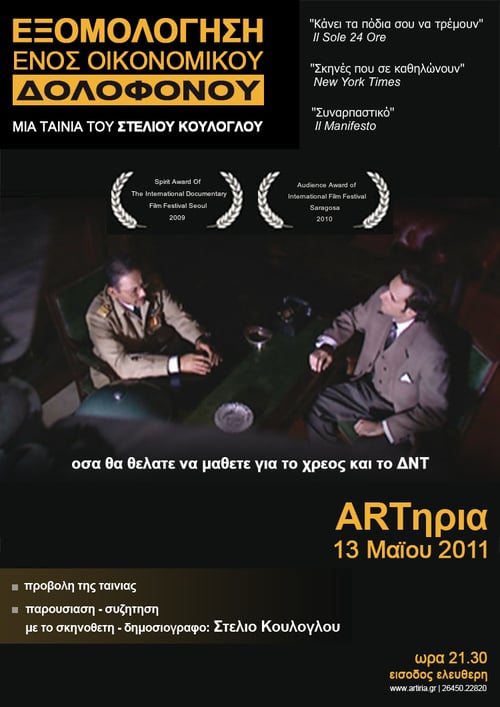 ΕΞΟΜΟΛΟΓΗΣΗ
ΕΝΟΣ ΟΙΚΟΝΟΜΙΚΟΥ
ΔΟΛΟΦΟΝΟΥ
ΜΙΑ ΤΑΙΝΙΑ ΤΟΥ ΣΤΕΛΙΟΥ ΚΟΥΛΟΓΛΟΥ
"Κάνει τα πόδια σου να τρέμουν"
Il Sole 24 Ore
"Σκηνές που σε καθηλώνουν"
New York Times
"Συναρπαστικό"
Il Manifesto
Spirit Award Of
The International Documentary
Film Festival Seoul
2009
Audience Award of
International Film Festival
Saragosa
2010
οσα θα θελατε να μαθετε για το χρεος και το ΔΝΤ
ARTηρια
13 Μαϊου 2011
προβολη της ταινιας
παρουσιαση - συζητηση
με το σκηνοθετη - δημοσιογραφο: Στελιο Κουλογλου
ωρα 21.30
εισοδος ελευθερη
www.artiria.gr | 26450.22820